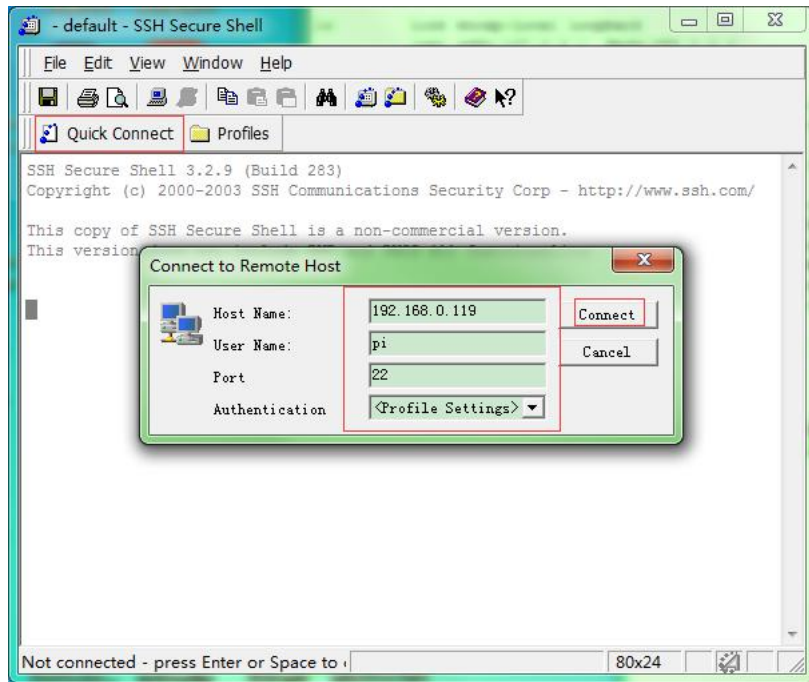 - default - SSH Secure Shell
File Edit View Window Help
Quick Connect Profiles
SSH Secure Shell 3.2.9 (Build 283)
Copyright (c) 2000-2003 SSH Communications Security Corp - http://www.ssh.com/
This copy of SSH Secure Shell is a non-commercial version.
This version
Connect to Remote Host
Host Name: 192.168.0.119
Connect
User Name: pi
Cancel
Port 22
Authentication <Profile Settings>
Not connected - press Enter or Space to 80x24